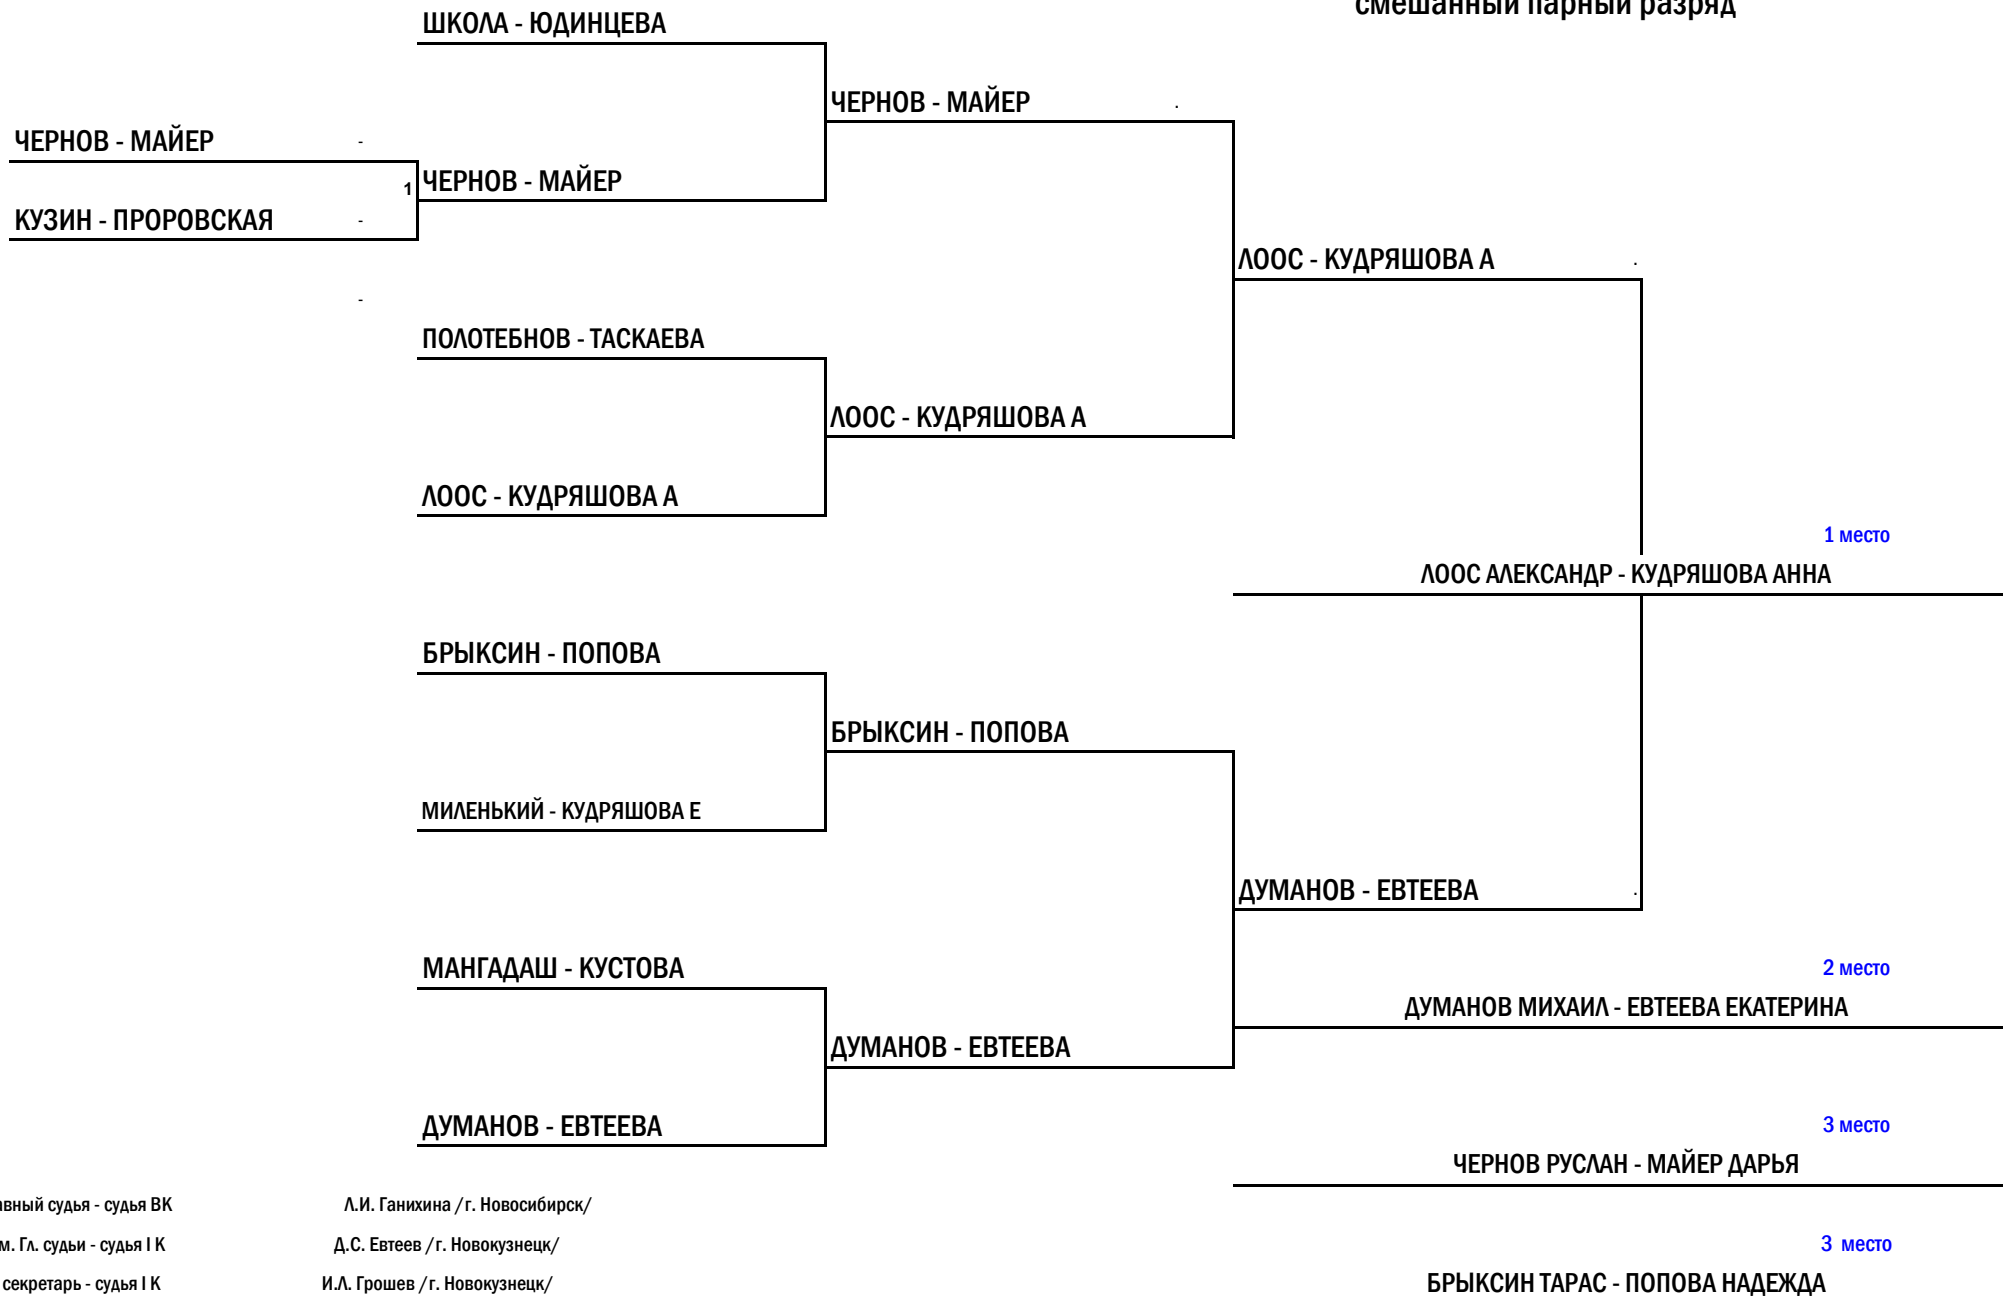 смешанный парный разряд
ШКОЛА - ЮДИНЦЕВА
ЧЕРНОВ - МАЙЕР
ЧЕРНОВ - МАЙЕР
1 ЧЕРНОВ - МАЙЕР
КУЗИН - ПРОРОВСКАЯ
ЛООС - КУДРЯШОВА А
ПОЛОТЕБНОВ - ТАСКАЕВА
ЛООС - КУДРЯШОВА А
ЛООС - КУДРЯШОВА А
1 место
ЛООС АЛЕКСАНДР - КУДРЯШОВА АННА
БРЫКСИН - ПОПОВА
БРЫКСИН - ПОПОВА
МИЛЕНЬКИЙ - КУДРЯШОВА Е
ДУМАНОВ - ЕВТЕЕВА
МАНГАДАШ - КУСТОВА
2 место
ДУМАНОВ МИХАИЛ - ЕВТЕЕВА ЕКАТЕРИНА
ДУМАНОВ - ЕВТЕЕВА
ДУМАНОВ - ЕВТЕЕВА
3 место
ЧЕРНОВ РУСЛАН - МАЙЕР ДАРЬЯ
авный судья - судья ВК Л.И. Ганихина /г. Новосибирск/
м. Гл. судьи - судья I К Д.С. Евтеев /г. Новокузнецк/
3 место
секретарь - судья I К И.Л. Грошев /г. Новокузнецк/
БРЫКСИН ТАРАС - ПОПОВА НАДЕЖДА